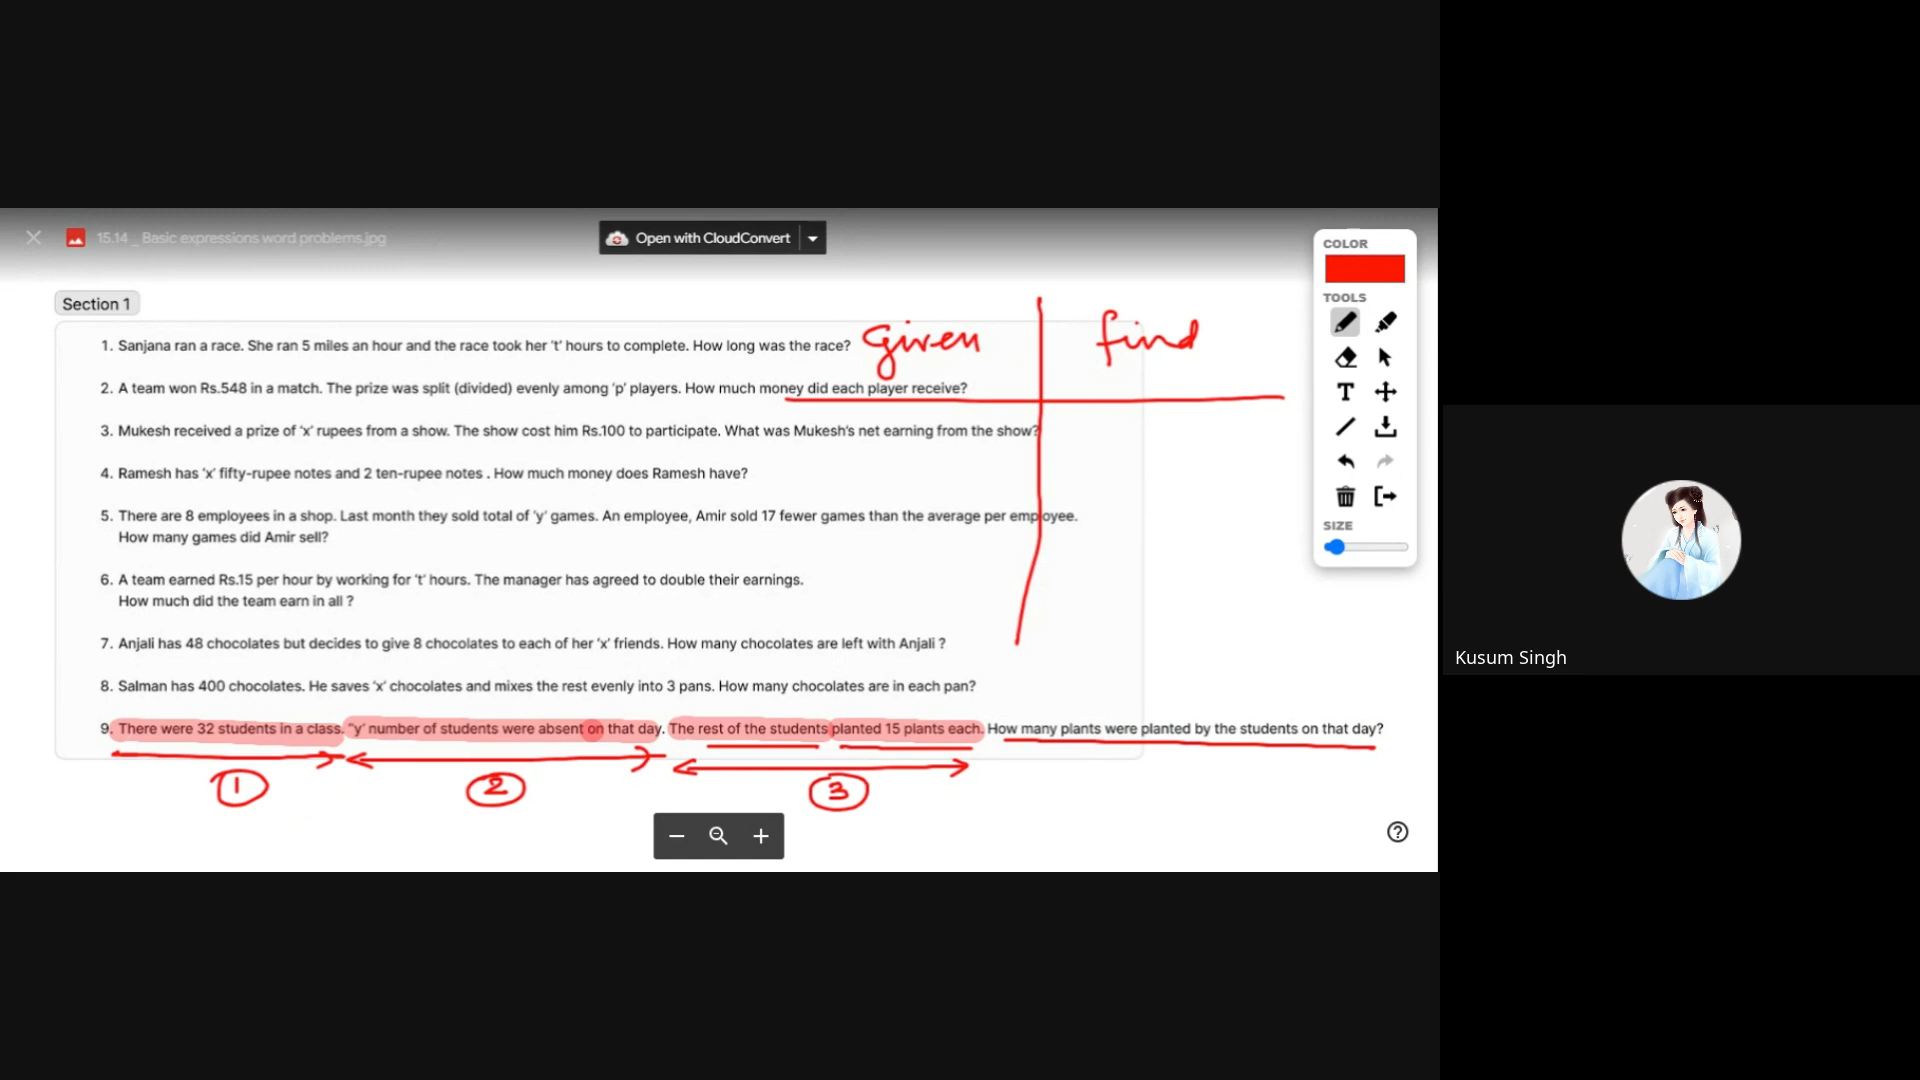 15.14 _ Basic expressions word problems.jpg
Open with CloudConvert
COLOR
TOOLS
T
SIZE
Section 1
given
find
1. Sanjana ran a race. She ran 5 miles an hour and the race took her 't' hours to complete. How long was the race?
2. A team won Rs.548 in a match. The prize was split (divided) evenly among 'p' players. How much money did each player receive?
3. Mukesh received a prize of 'x' rupees from a show. The show cost him Rs.100 to participate. What was Mukesh's net earning from the show?
4. Ramesh has 'x' fifty-rupee notes and 2 ten-rupee notes . How much money does Ramesh have?
5. There are 8 employees in a shop. Last month they sold total of 'y' games. An employee, Amir sold 17 fewer games than the average per employee.
How many games did Amir sell?
6. A team earned Rs.15 per hour by working for 't' hours. The manager has agreed to double their earnings.
How much did the team earn in all ?
7. Anjali has 48 chocolates but decides to give 8 chocolates to each of her 'x' friends. How many chocolates are left with Anjali ?
8. Salman has 400 chocolates. He saves 'x' chocolates and mixes the rest evenly into 3 pans. How many chocolates are in each pan?
9. There were 32 students in a class. "y' number of students were absent on that day. The rest of the students planted 15 plants each. How many plants were planted by the students on that day?
1 2 3
Kusum Singh